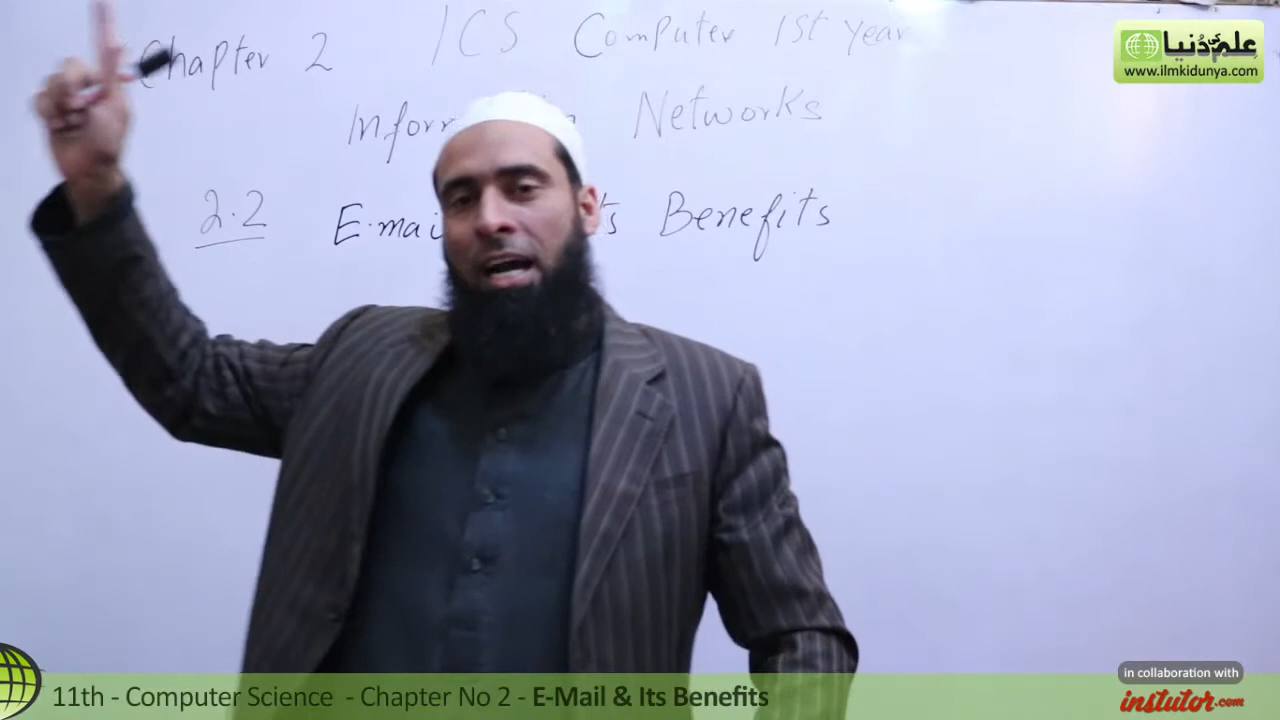 Chapter 2 ICS Computer 1st year
Networks
2.2 E.mail Benefits
علم کی دنیا
www.ilmkidunya.com
in collaboration with
instutor.com
11th - Computer Science - Chapter No 2 - E-Mail & Its Benefits